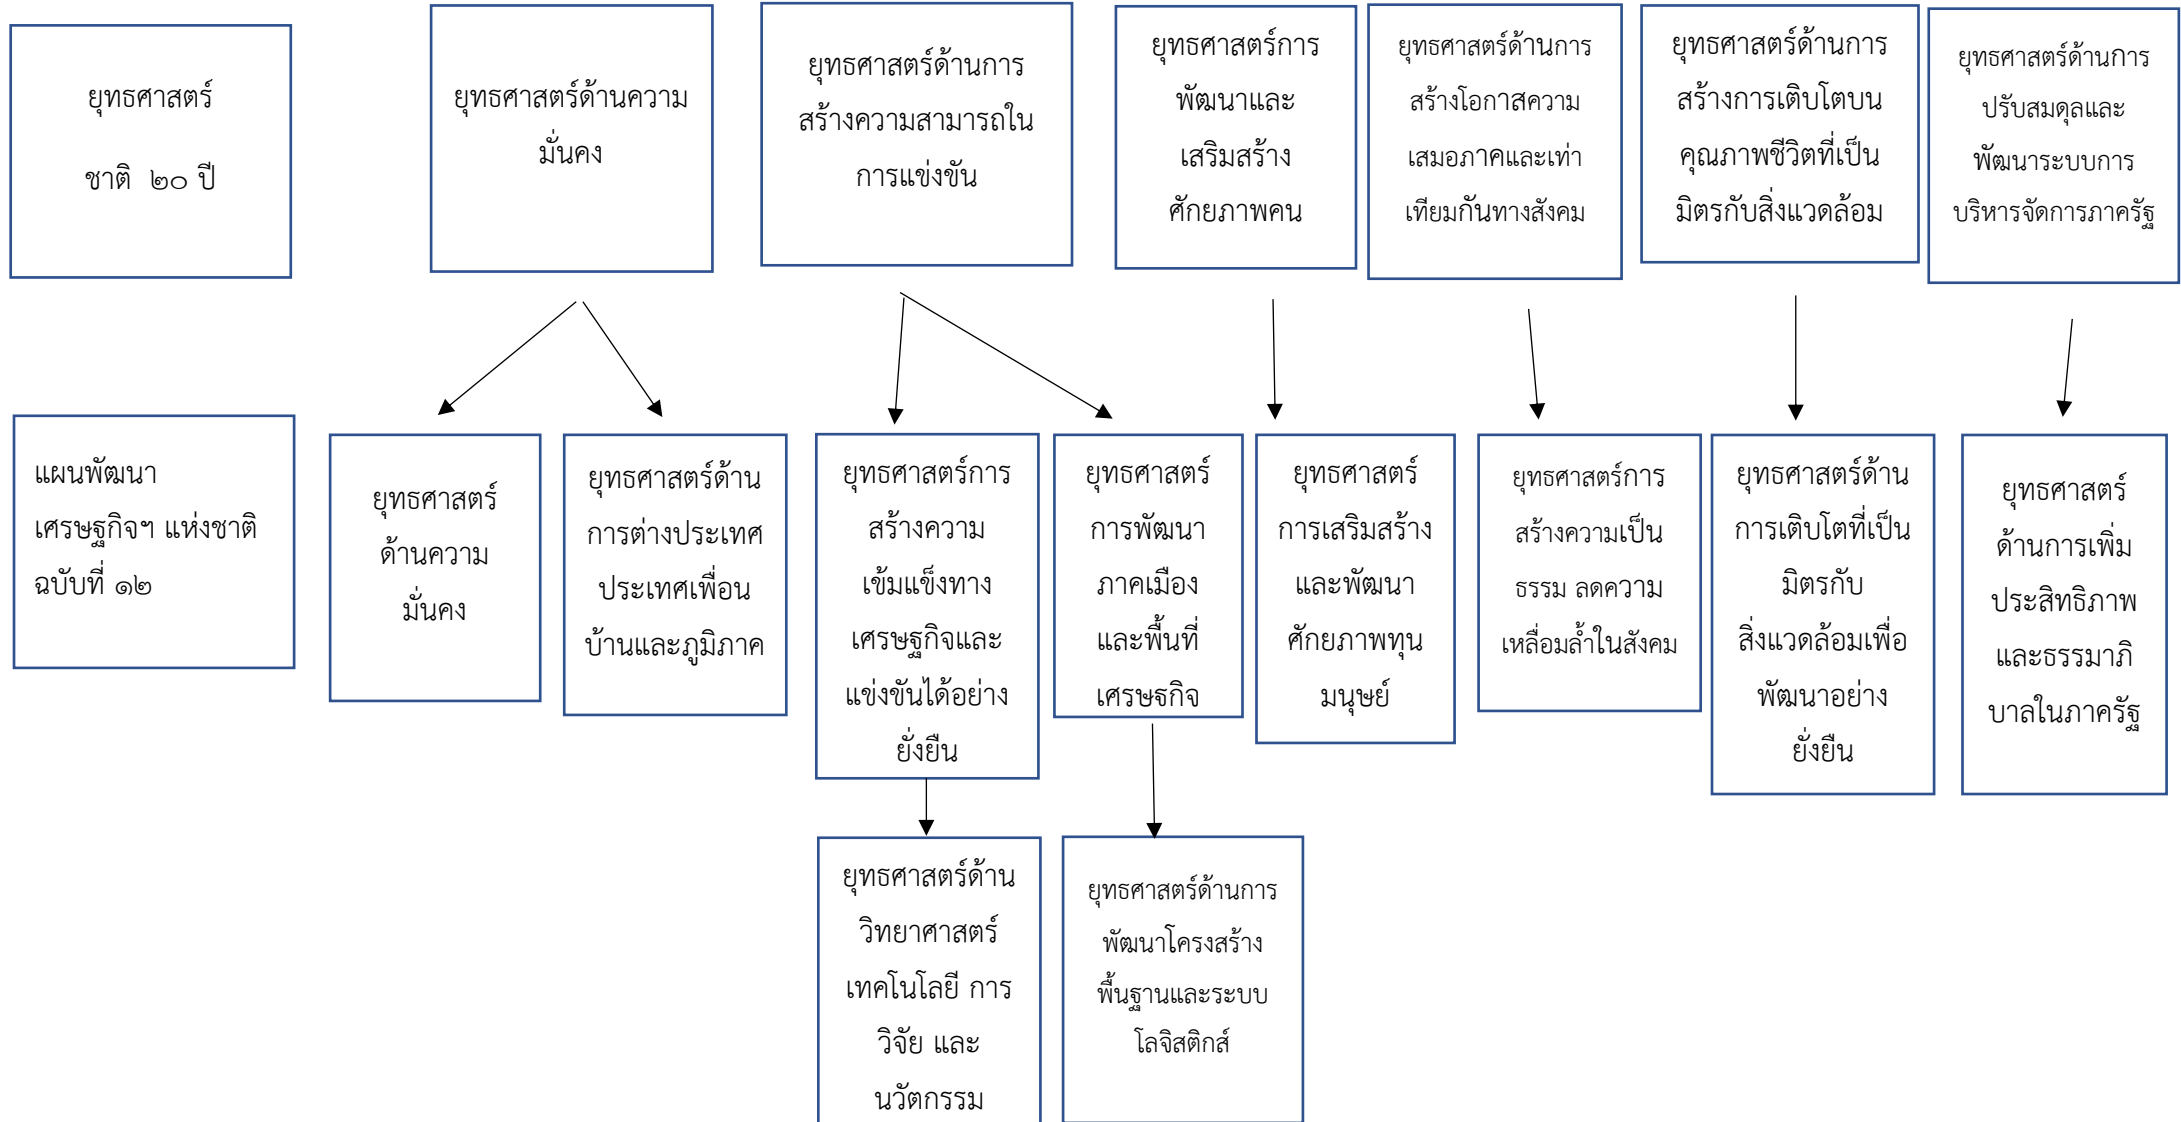 ยุทธศาสตร์
ชาติ ๒๐ ปี
ยุทธศาสตร์ด้านความ
มั่นคง
ยุทธศาสตร์ด้านการ
สร้างความสามารถใน
การแข่งขัน
ยุทธศาสตร์การ
พัฒนาและ
เสริมสร้าง
ศักยภาพคน
ยุทธศาสตร์ด้านการ
สร้างโอกาสความ
เสมอภาคและเท่า
เทียมกันทางสังคม
ยุทธศาสตร์ด้านการ
สร้างการเติบโตบน
คุณภาพชีวิตที่เป็น
มิตรกับสิ่งแวดล้อม
ยุทธศาสตร์ด้านการ
ปรับสมดุลและ
พัฒนาระบบการ
บริหารจัดการภาครัฐ
แผนพัฒนา
เศรษฐกิจฯ แห่งชาติ
ฉบับที่ ๑๒
ยุทธศาสตร์
ด้านความ
มั่นคง
ยุทธศาสตร์ด้าน
การต่างประเทศ
ประเทศเพื่อน
บ้านและภูมิภาค
ยุทธศาสตร์การ
สร้างความ
เข้มแข็งทาง
เศรษฐกิจและ
แข่งขันได้อย่าง
ยั่งยืน
ยุทธศาสตร์
การพัฒนา
ภาคเมือง
และพื้นที่
เศรษฐกิจ
ยุทธศาสตร์
การเสริมสร้าง
และพัฒนา
ศักยภาพทุน
มนุษย์
ยุทธศาสตร์การ
สร้างความเป็น
ธรรม ลดความ
เหลื่อมล้ำในสังคม
ยุทธศาสตร์ด้าน
การเติบโตที่เป็น
มิตรกับ
สิ่งแวดล้อมเพื่อ
พัฒนาอย่าง
ยั่งยืน
ยุทธศาสตร์
ด้านการเพิ่ม
ประสิทธิภาพ
และธรรมาภิ
บาลในภาครัฐ
ยุทธศาสตร์ด้าน
วิทยาศาสตร์
เทคโนโลยี การ
วิจัย และ
นวัตกรรม
ยุทธศาสตร์ด้านการ
พัฒนาโครงสร้าง
พื้นฐานและระบบ
โลจิสติกส์